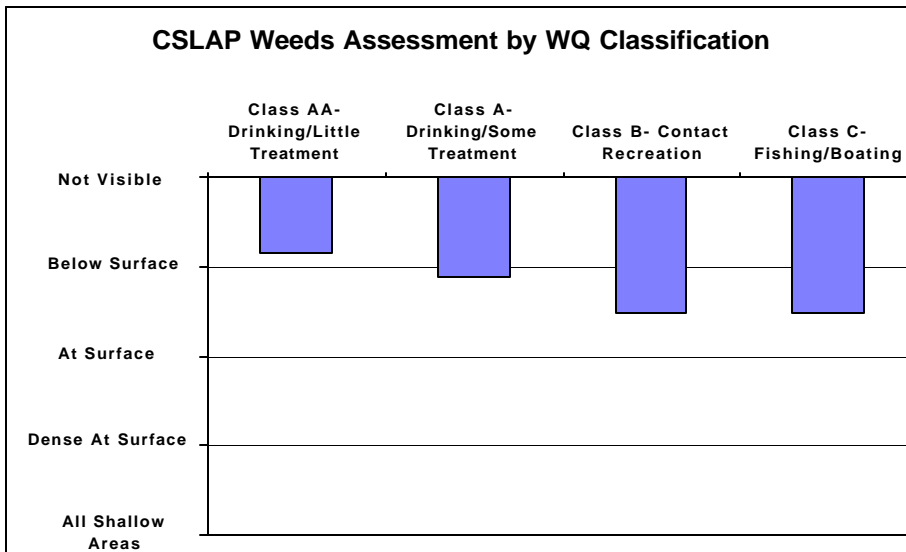 CSLAP Weeds Assessment by WQ Classification
Class AA-
Drinking/Little
Treatment
Class A-
Drinking/Some
Treatment
Class B- Contact
Recreation
Class C-
Fishing/Boating
Not Visible
Below Surface
At Surface
Dense At Surface
All Shallow
Areas